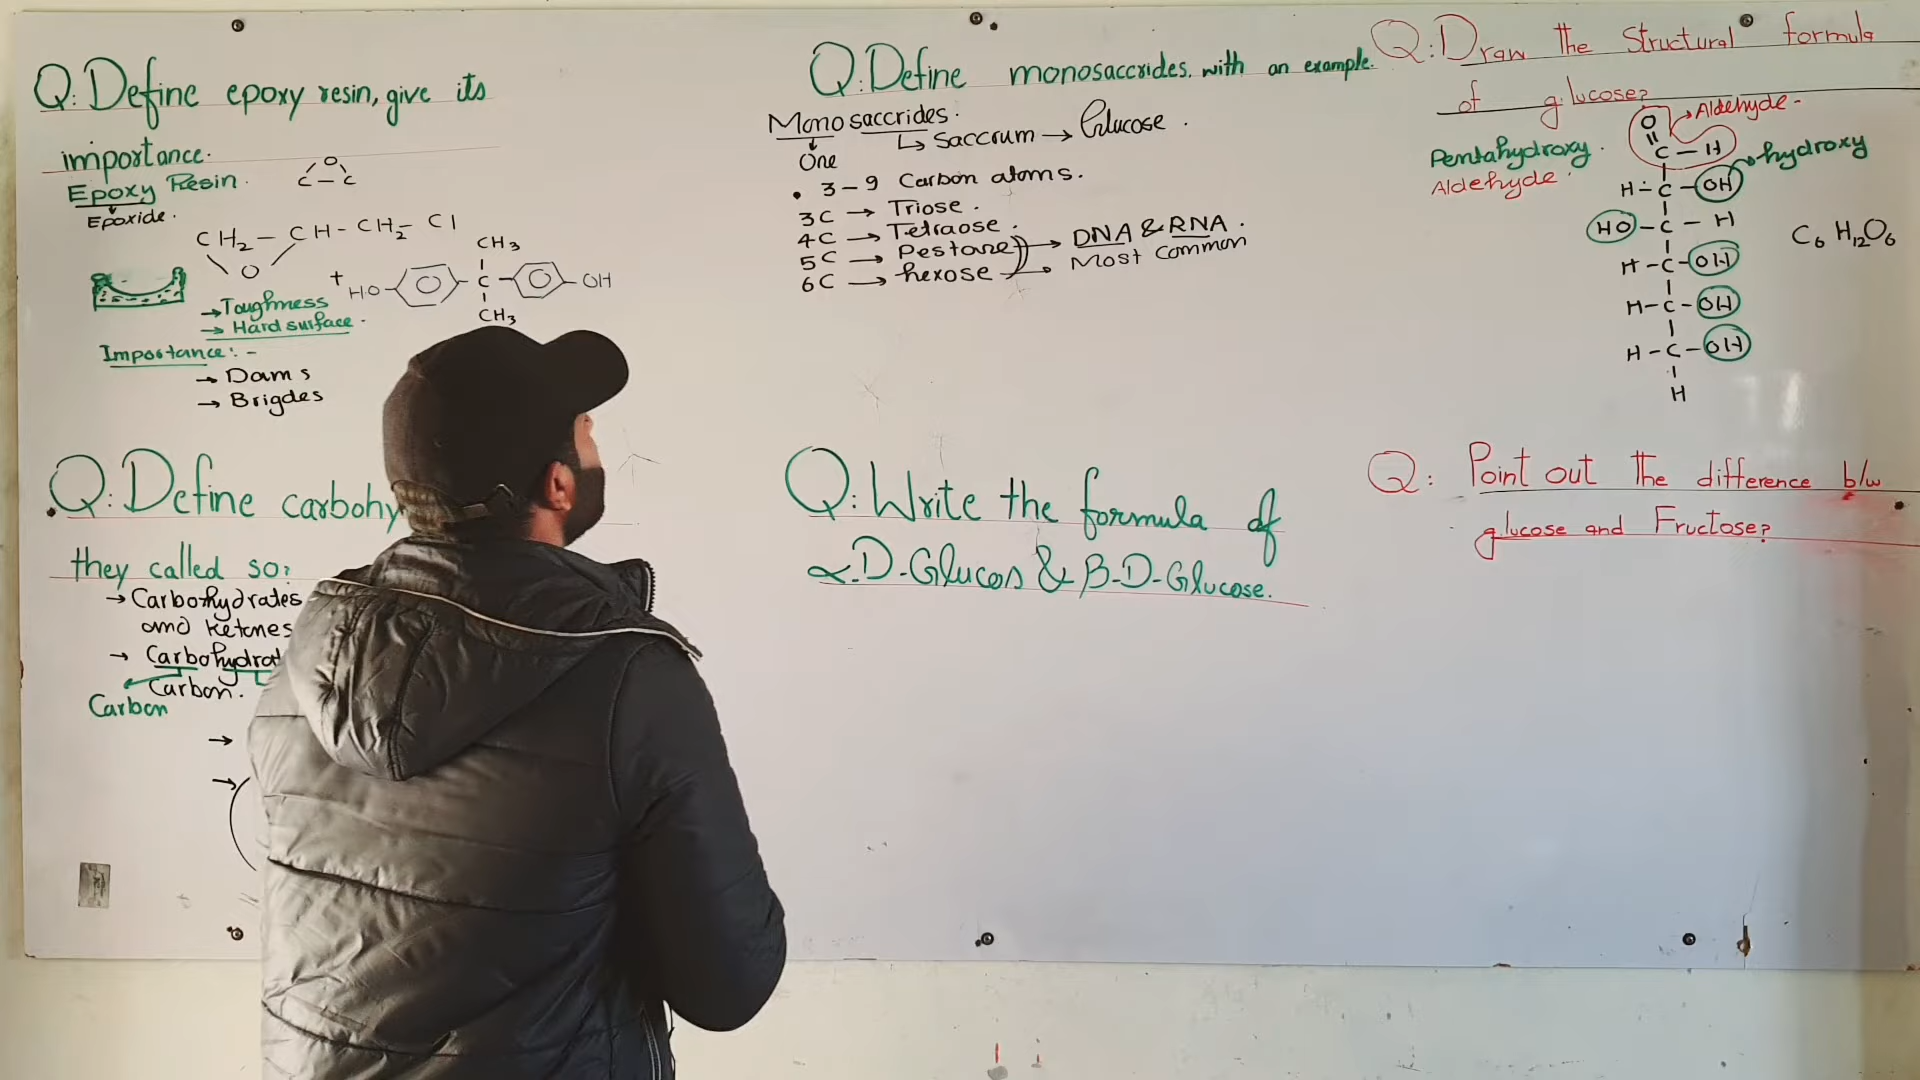 Q: Define epoxy resin, give its
importance.
Epoxy Resin.
Epoxide.
O
C - C
CH2 - CH - CH2 - Cl
O
+
CH3
HO - C - OH
CH3
→ Toughness
→ Hard surface.
Importance: -
→ Dams
→ Brigdes
Q: Define carbohy
they called so?
→ Carbohydrates
and ketones
→ Carbohydrat
Carbon.
Carbon
→
→
Q: Define monosaccrides. with an example.
Monosaccrides.
One
↳ Saccrum → Glucose.
• 3-9 Carbon atoms.
3C → Triose.
4C → Tetraose.
5C → Pestose → DNA & RNA.
6C → hexose → Most Common
Q: Write the formula of
α.D-Glucos & β-D-Glucose.
Q: Draw the Structural formula
of glucose?
Pentahydroxy.
Aldehyde.
→ Aldehyde -
O
C - H
hydroxy
H - C - OH
HO - C - H
H - C - OH
H - C - OH
H - C - OH
H
C6 H12 O6
Q: Point out the difference b/w
glucose and Fructose?